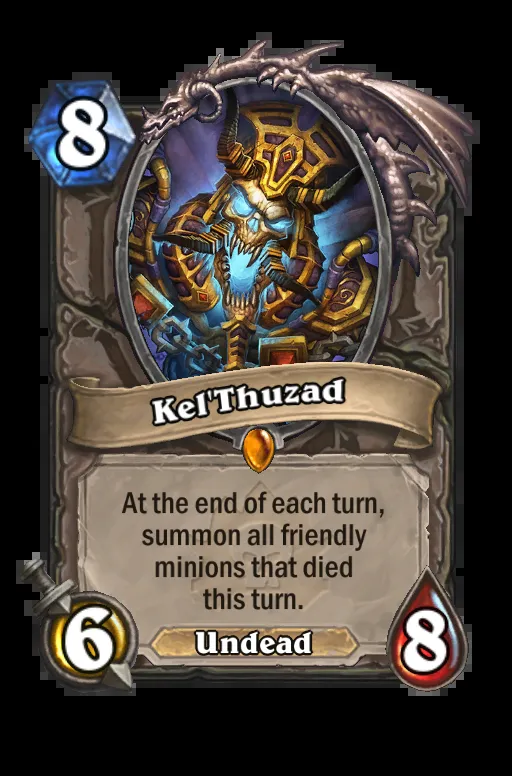 8
Kel'Thuzad
At the end of each turn,
summon all friendly
minions that died
this turn.
6
Undead
8